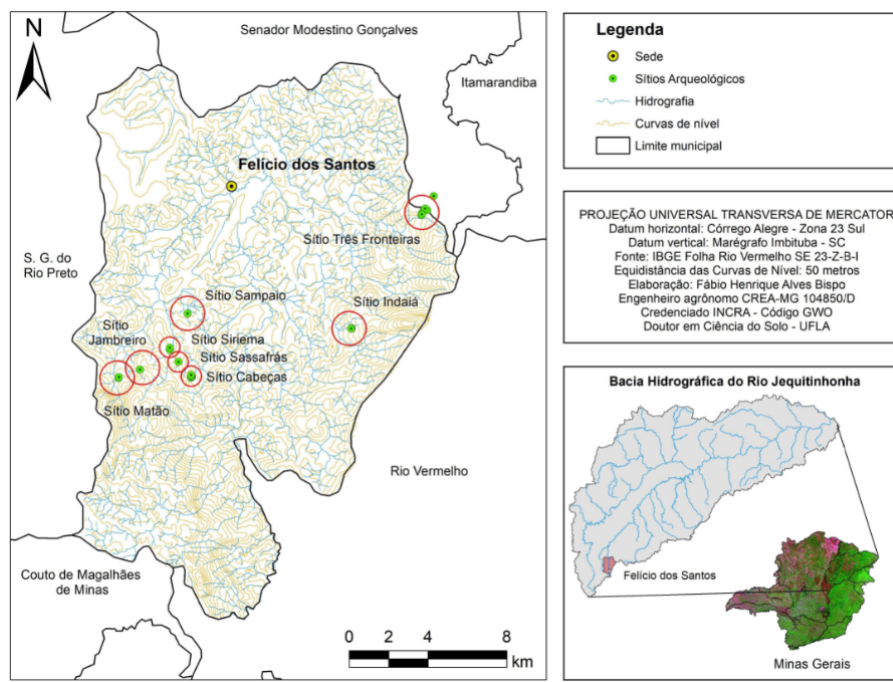 N
Senador Modestino Gonçalves
Itamarandiba
Felício dos Santos
Sítio Três Fronteiras
S. G. do
Rio Preto
Sítio Sampaio
Sítio Indaiá
Sítio
Jambreiro
Sítio Siriema
Sítio Sassafrás
Sítio Cabeças
Sítio Matão
Rio Vermelho
Couto de Magalhães
de Minas
0 2 4 8
km
Legenda
Sede
Sítios Arqueológicos
Hidrografia
Curvas de nível
Limite municipal
PROJEÇÃO UNIVERSAL TRANSVERSA DE MERCATOR
Datum horizontal: Córrego Alegre - Zona 23 Sul
Datum vertical: Marégrafo Imbituba - SC
Fonte: IBGE Folha Rio Vermelho SE 23-Z-B-I
Equidistância das Curvas de Nível: 50 metros
Elaboração: Fábio Henrique Alves Bispo
Engenheiro agrônomo CREA-MG 104850/D
Credenciado INCRA - Código GWO
Doutor em Ciência do Solo - UFLA
Bacia Hidrográfica do Rio Jequitinhonha
Felício dos Santos
Minas Gerais